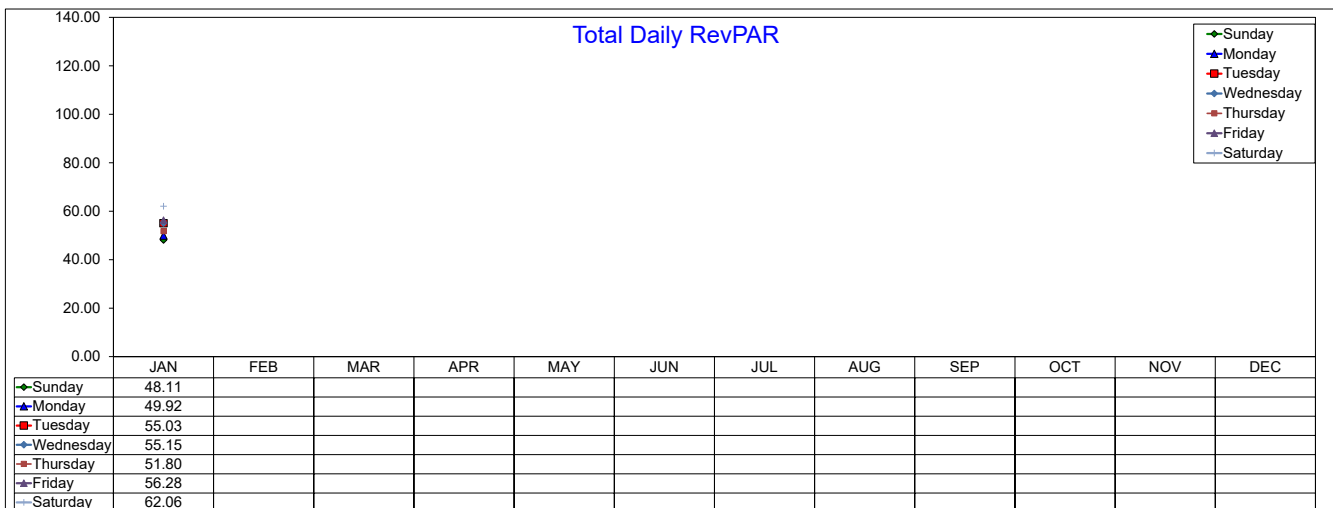 Total Daily RevPAR
Sunday
Monday
Tuesday
Wednesday
Thursday
Friday
Saturday
140.00
120.00
100.00
80.00
60.00
40.00
20.00
0.00
JAN FEB MAR APR MAY JUN JUL AUG SEP OCT NOV DEC
Sunday 48.11
Monday 49.92
Tuesday 55.03
Wednesday 55.15
Thursday 51.80
Friday 56.28
Saturday 62.06